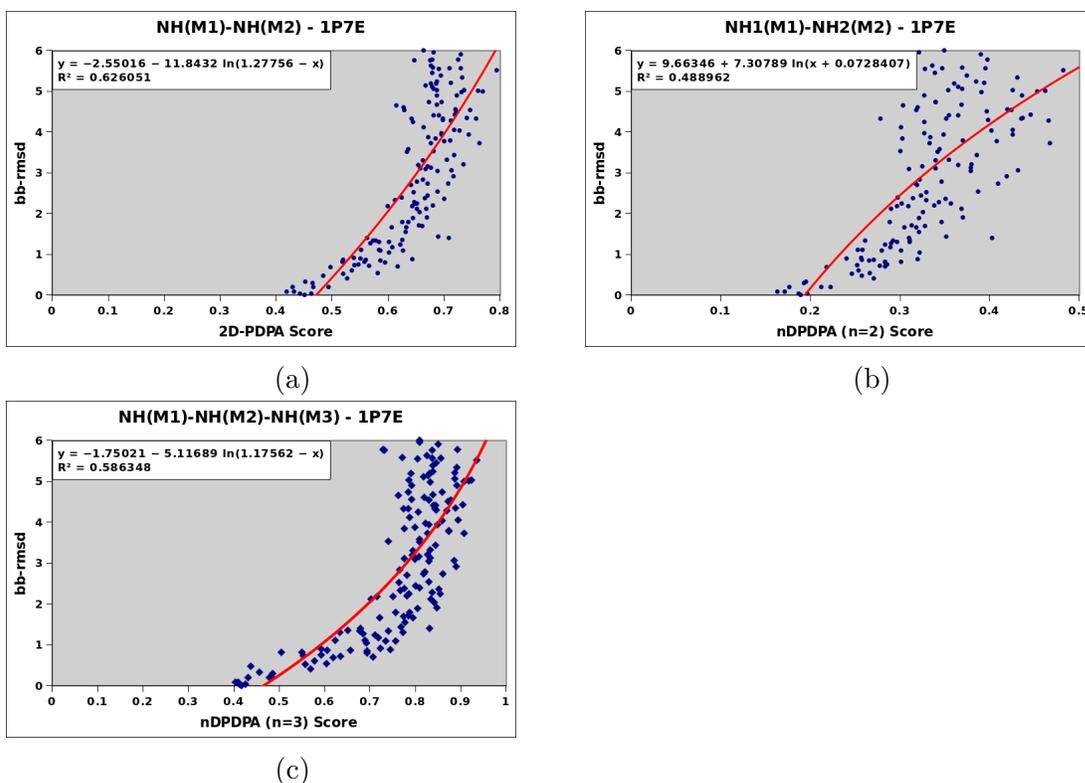 NH(M1)-NH(M2) - 1P7E
y = −2.55016 − 11.8432 ln(1.27756 − x)
R² = 0.626051
bb-rmsd
6
5
4
3
2
1
0
0 0.1 0.2 0.3 0.4 0.5 0.6 0.7 0.8
2D-PDPA Score
(a)
NH1(M1)-NH2(M2) - 1P7E
y = 9.66346 + 7.30789 ln(x + 0.0728407)
R² = 0.488962
bb-rmsd
6
5
4
3
2
1
0
0 0.1 0.2 0.3 0.4 0.5
nDPDPA (n=2) Score
(b)
NH(M1)-NH(M2)-NH(M3) - 1P7E
y = −1.75021 − 5.11689 ln(1.17562 − x)
R² = 0.586348
bb-rmsd
6
5
4
3
2
1
0
0 0.1 0.2 0.3 0.4 0.5 0.6 0.7 0.8 0.9 1
nDPDPA (n=3) Score
(c)